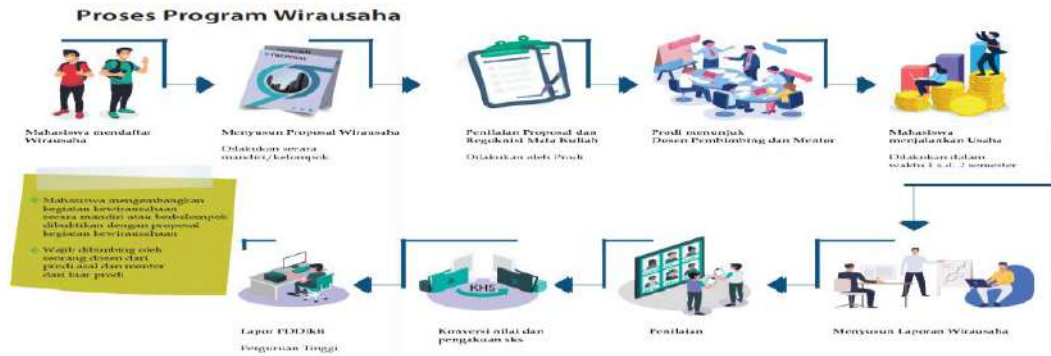 Proses Program Wirausaha
PROPOSAL
Mahasiswa mendaftar
Wirausaha
Menyusun Proposal Wirausaha
Dilakukan secara
mandiri/kelompok
Penilaian Proposal dan
Regoknisi Mata Kuliah
Dilakukan oleh Prodi
Prodi menunjuk
Dosen Pembimbing dan Mentor
Mahasiswa
menjalankan Usaha
Dilakukan dalam
waktu 1 s.d. 2 semester
Mahasiswa mengembangkan
kegiatan kewirausahaan
secara mandiri atau berkelompok
dibuktikan dengan proposal
kegiatan kewirausahaan
Wajib dibimbing oleh
seorang dosen dari
prodi asal dan mentor
dari luar prodi
Lapor PDDikti
Perguruan Tinggi
KHS
Konversi nilai dan
pengakuan sks
Penilaian
Menyusun Laporan Wirausaha